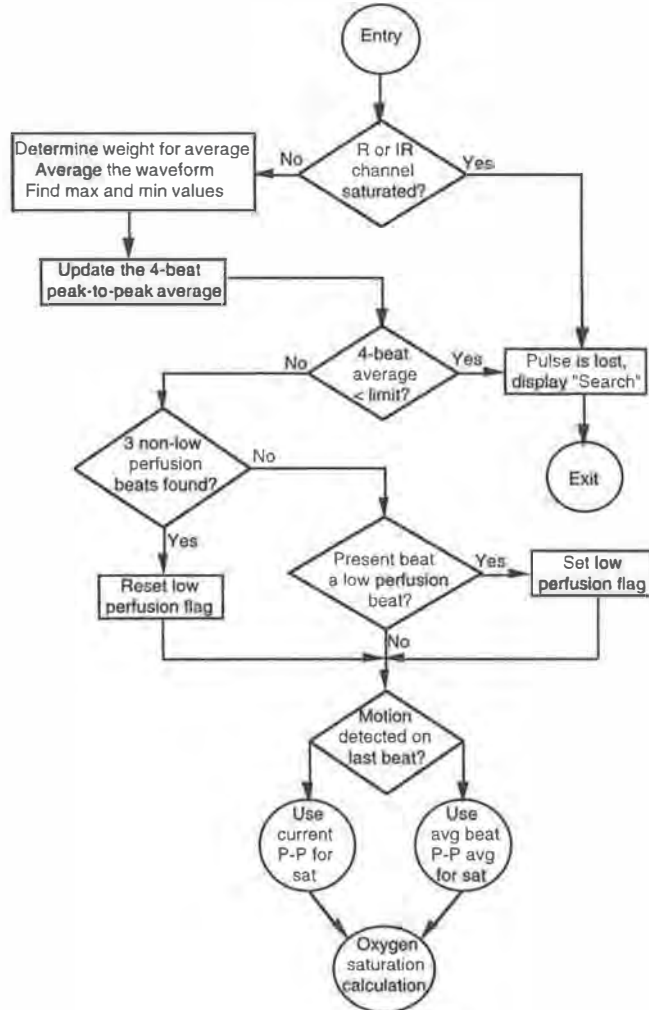 Entry
R or IR
channel
saturated?
No
Yes
Determine weight for average
Average the waveform
Find max and min values
Update the 4-beat
peak-to-peak average
4-beat
average
< limit?
No
Yes
Pulse is lost,
display "Search"
Exit
3 non-low
perfusion
beats found?
No
Yes
Reset low
perfusion flag
Present beat
a low perfusion
beat?
Yes
No
Set low
perfusion flag
Motion
detected on
last beat?
Use
current
P-P for
sat
Use
avg beat
P-P avg
for sat
Oxygen
saturation
calculation